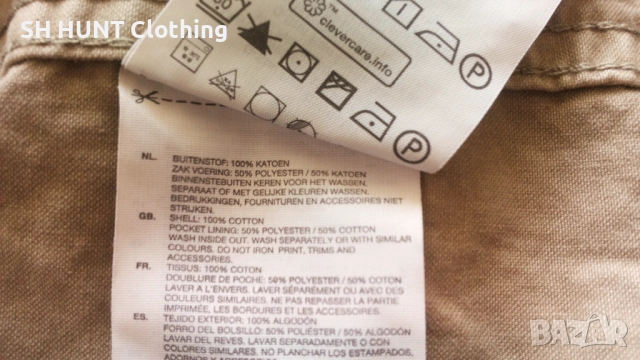 SH HUNT Clothing
clevercare.info
NL. BUITENSTOF: 100% KATOEN
ZAK VOERING: 50% POLYESTER / 50% KATOEN
BINNENSTEBUITEN KEREN VOOR HET WASSEN,
SEPARAAT OF MET GELIJKE KLEUREN WASSEN.
BEDRUKKINGEN, FOURNITUREN EN ACCESSOIRES NIET
STRIJKEN.
GB. SHELL: 100% COTTON
POCKET LINING: 50% POLYESTER / 50% COTTON
WASH INSIDE OUT. WASH SEPARATELY OR WITH SIMILAR
COLOURS. DO NOT IRON PRINT, TRIMS AND
ACCESSORIES.
FR. TISSUS: 100% COTON
DOUBLURE DE POCHE: 50% POLYESTER / 50% COTON
LAVER A L'ENVERS. LAVER SÉPARÉMENT OU AVEC DES
COULEURS SIMILAIRES. NE PAS REPASSER LA PARTIE
IMPRIMÉE, LES BORDURES ET LES ACCESSOIRES.
ES. TEJIDO EXTERIOR: 100% ALGODÓN
FORRO DEL BOLSILLO: 50% POLIÉSTER / 50% ALGODÓN
LAVAR DEL REVES. LAVAR SEPARADAMENTE O CON
COLORES SIMILARES. NO PLANCHAR LOS ESTAMPADOS,
ADORNOS Y ACCESORIOS
BAZAR